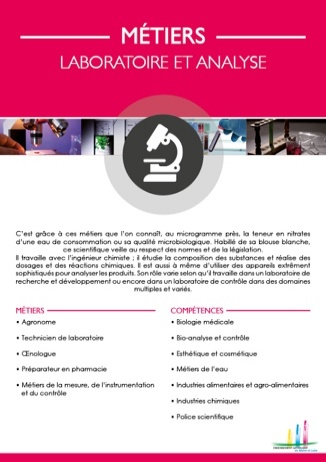 MÉTIERS
LABORATOIRE ET ANALYSE
C'est grâce à ces métiers que l'on connaît, au microgramme près, la teneur en nitrates
d'une eau de consommation ou sa qualité microbiologique. Habillé de sa blouse blanche,
ce scientifique veille au respect des normes et de la législation.
Il travaille avec l'ingénieur chimiste ; il étudie la composition des substances et réalise des
dosages et des réactions chimiques. Il est aussi à même d'utiliser des appareils extrêment
sophistiqués pour analyser les produits. Son rôle varie selon qu'il travaille dans un laboratoire de
recherche et développement ou encore dans un laboratoire de contrôle dans des domaines
multiples et variés.
MÉTIERS
• Agronome
• Technicien de laboratoire
• Œnologue
• Préparateur en pharmacie
• Métiers de la mesure, de l'instrumentation
et du contrôle
COMPÉTENCES
• Biologie médicale
• Bio-analyse et contrôle
• Esthétique et cosmétique
• Métiers de l'eau
• Industries alimentaires et agro-alimentaires
• Industries chimiques
• Police scientifique